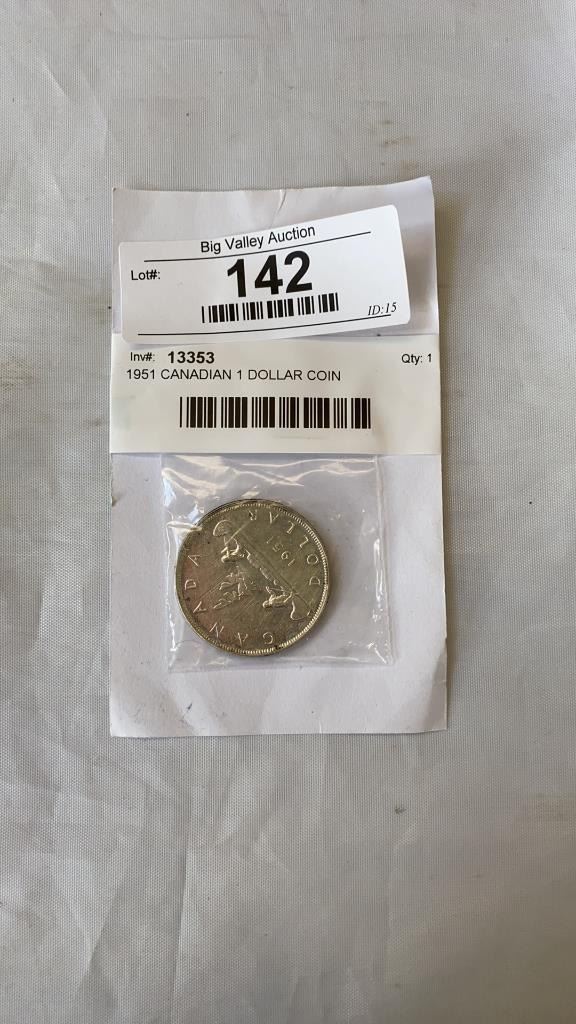 Big Valley Auction
Lot#: 142
ID:15
Inv#: 13353 Qty: 1
1951 CANADIAN 1 DOLLAR COIN
CANADA
1951
DOLLAR